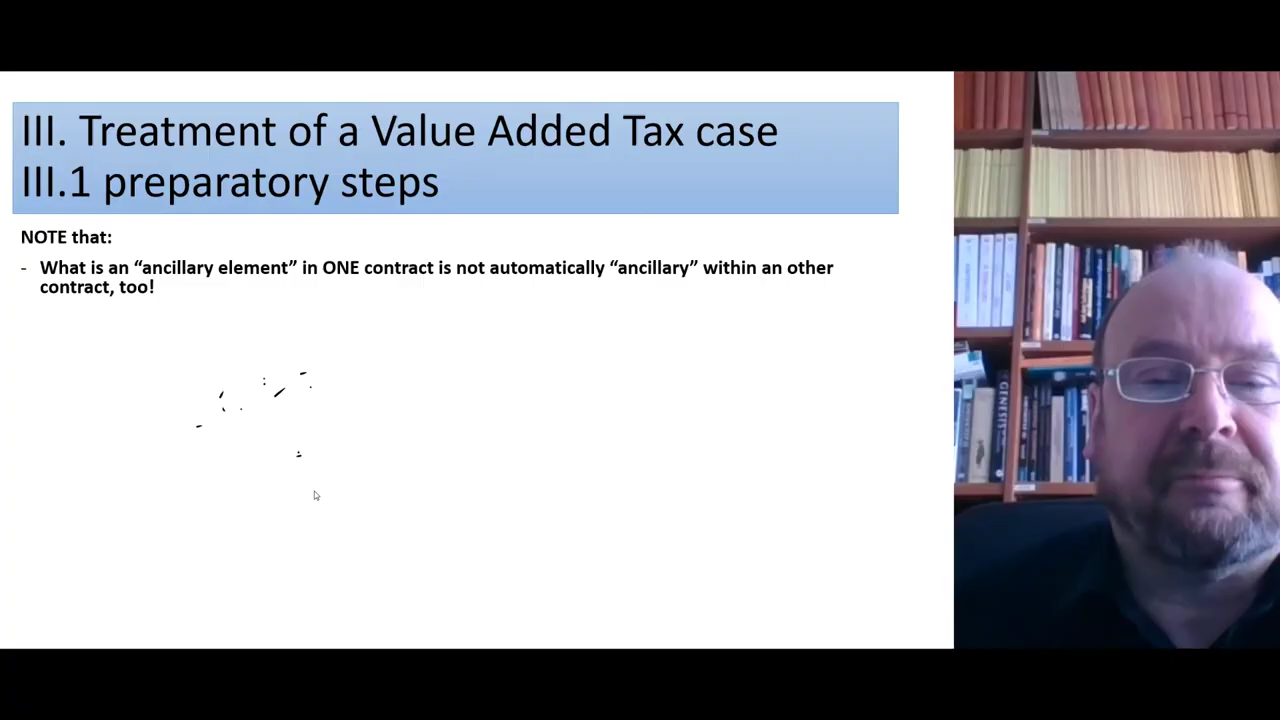 III. Treatment of a Value Added Tax case
III.1 preparatory steps
NOTE that:
- What is an “ancillary element” in ONE contract is not automatically “ancillary” within an other
contract, too!
GENESIS